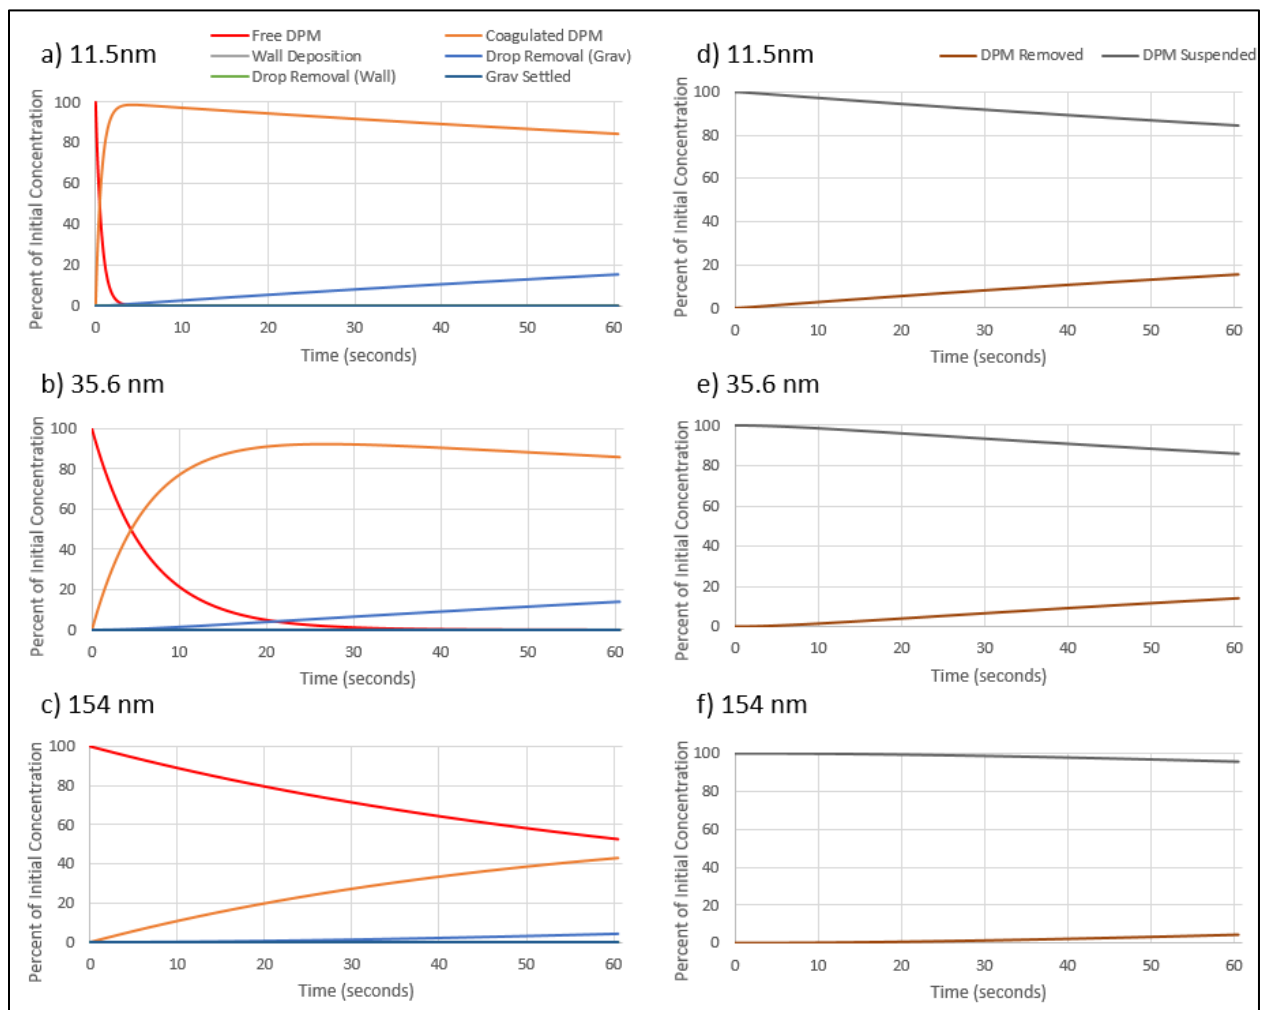 a) 11.5nm
Free DPM
Coagulated DPM
Wall Deposition
Drop Removal (Grav)
Drop Removal (Wall)
Grav Settled
Percent of Initial Concentration
100
80
60
40
20
0
0 10 20 30 40 50 60
Time (seconds)
d) 11.5nm
DPM Removed
DPM Suspended
Percent of Initial Concentration
100
80
60
40
20
0
0 10 20 30 40 50 60
Time (seconds)
b) 35.6 nm
Percent of Initial Concentration
100
80
60
40
20
0
0 10 20 30 40 50 60
Time (seconds)
e) 35.6nm
Percent of Initial Concentration
100
80
60
40
20
0
0 10 20 30 40 50 60
Time (seconds)
c) 154 nm
Percent of Initial Concentration
100
80
60
40
20
0
0 10 20 30 40 50 60
Time (seconds)
f) 154 nm
Percent of Initial Concentration
100
80
60
40
20
0
0 10 20 30 40 50 60
Time (seconds)